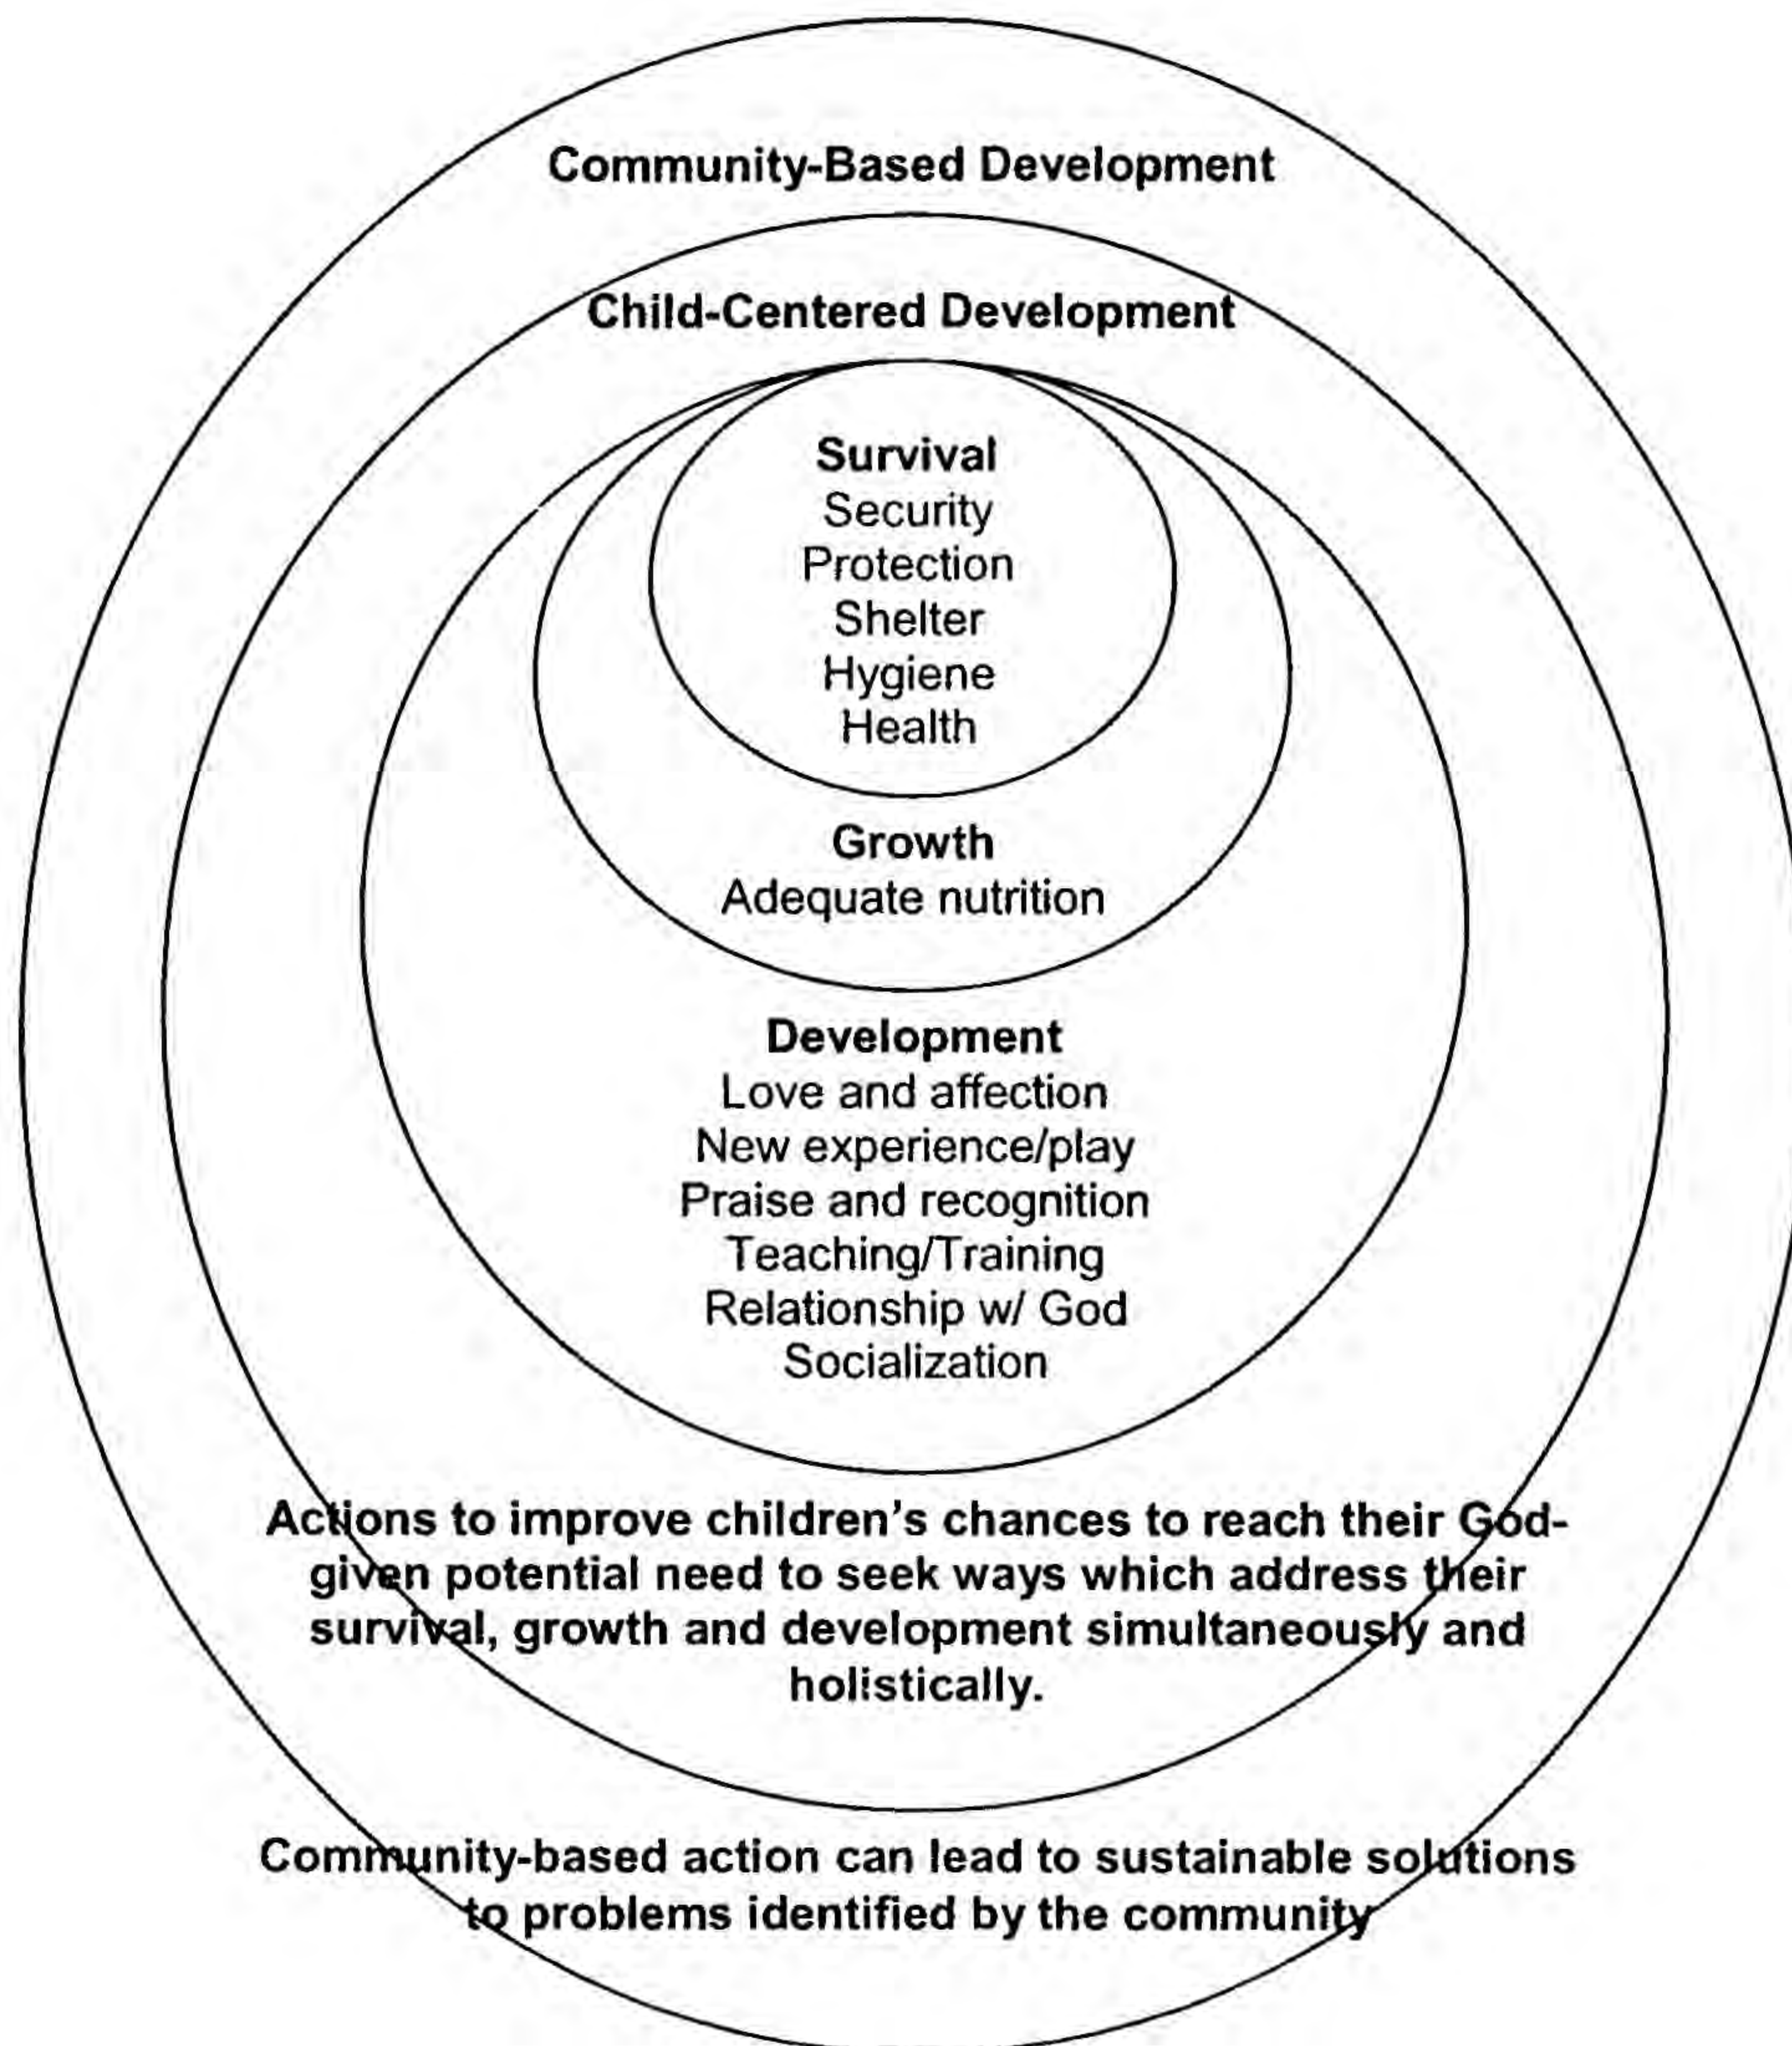 Community-Based Development
Child-Centered Development
Survival
Security
Protection
Shelter
Hygiene
Health
Growth
Adequate nutrition
Development
Love and affection
New experience/play
Praise and recognition
Teaching/Training
Relationship w/ God
Socialization
Actions to improve children's chances to reach their God-
given potential need to seek ways which address their
survival, growth and development simultaneously and
holistically.
Community-based action can lead to sustainable solutions
to problems identified by the community